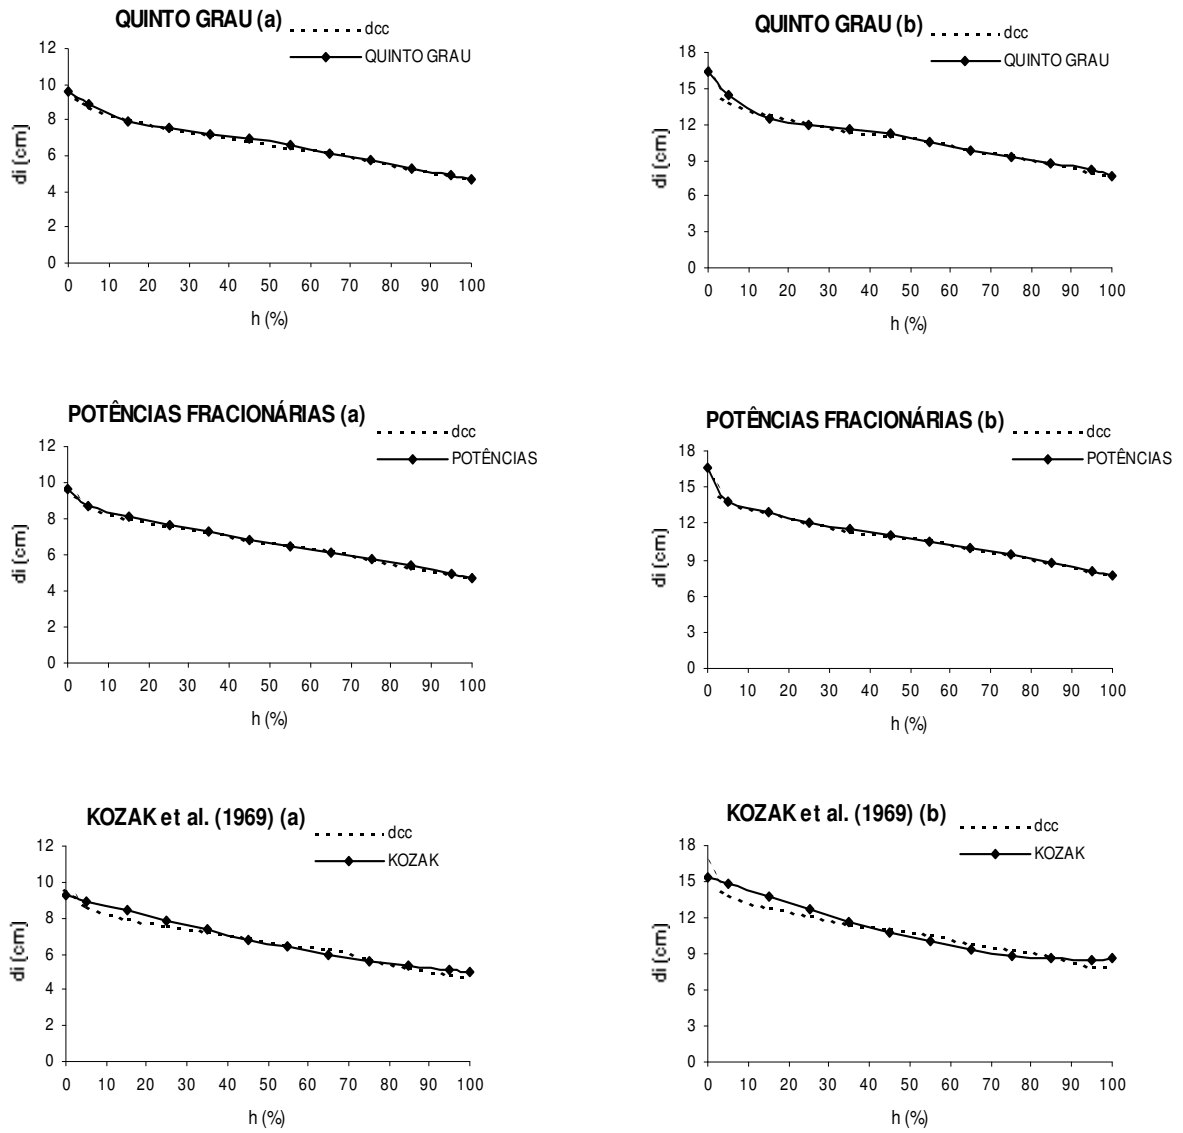 QUINTO GRAU (a)
dcc
QUINTO GRAU
12
10
8
6
4
2
0
di [cm]
0 10 20 30 40 50 60 70 80 90 100
h (%)
QUINTO GRAU (b)
dcc
QUINTO GRAU
18
15
12
9
6
3
0
di [cm]
0 10 20 30 40 50 60 70 80 90 100
h (%)
POTÊNCIAS FRACIONÁRIAS (a)
dcc
POTÊNCIAS
12
10
8
6
4
2
0
di [cm]
0 10 20 30 40 50 60 70 80 90 100
h (%)
POTÊNCIAS FRACIONÁRIAS (b)
dcc
POTÊNCIAS
18
15
12
9
6
3
0
di [cm]
0 10 20 30 40 50 60 70 80 90 100
h (%)
KOZAK et al. (1969) (a)
dcc
KOZAK
12
10
8
6
4
2
0
di [cm]
0 10 20 30 40 50 60 70 80 90 100
h (%)
KOZAK et al. (1969) (b)
dcc
KOZAK
18
15
12
9
6
3
0
di [cm]
0 10 20 30 40 50 60 70 80 90 100
h (%)